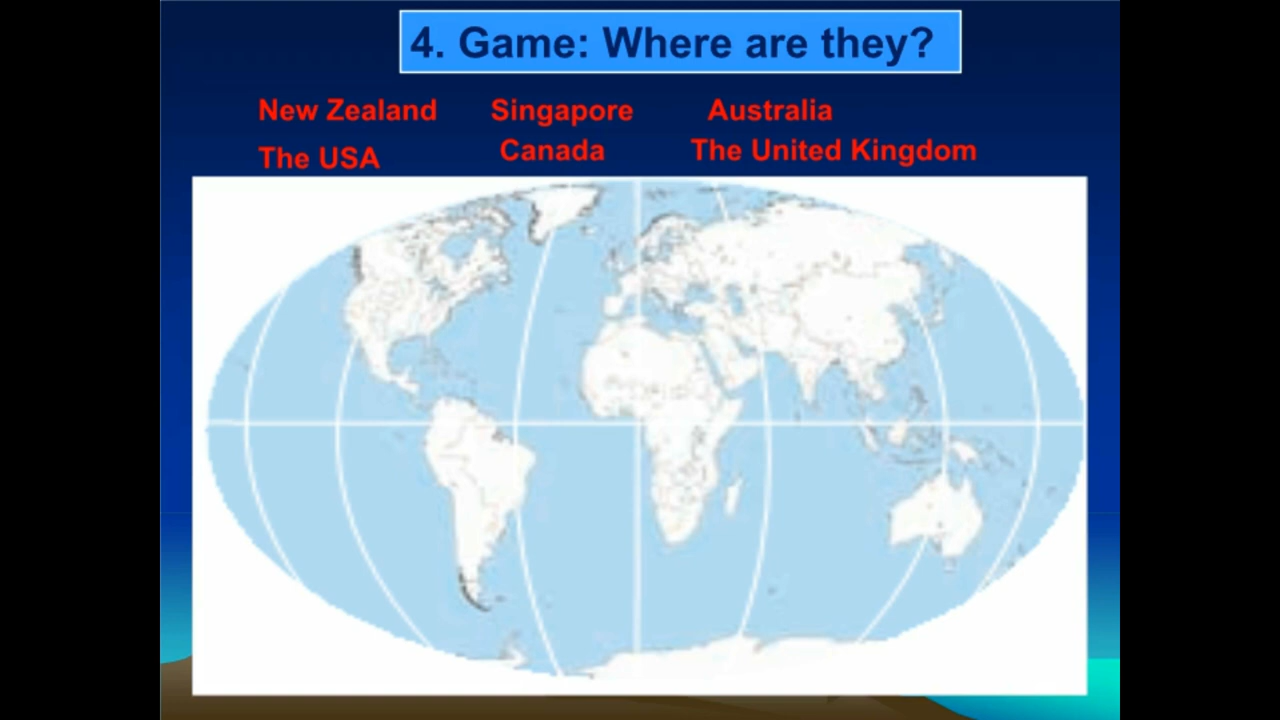 4. Game: Where are they?
New Zealand Singapore Australia
The USA Canada The United Kingdom